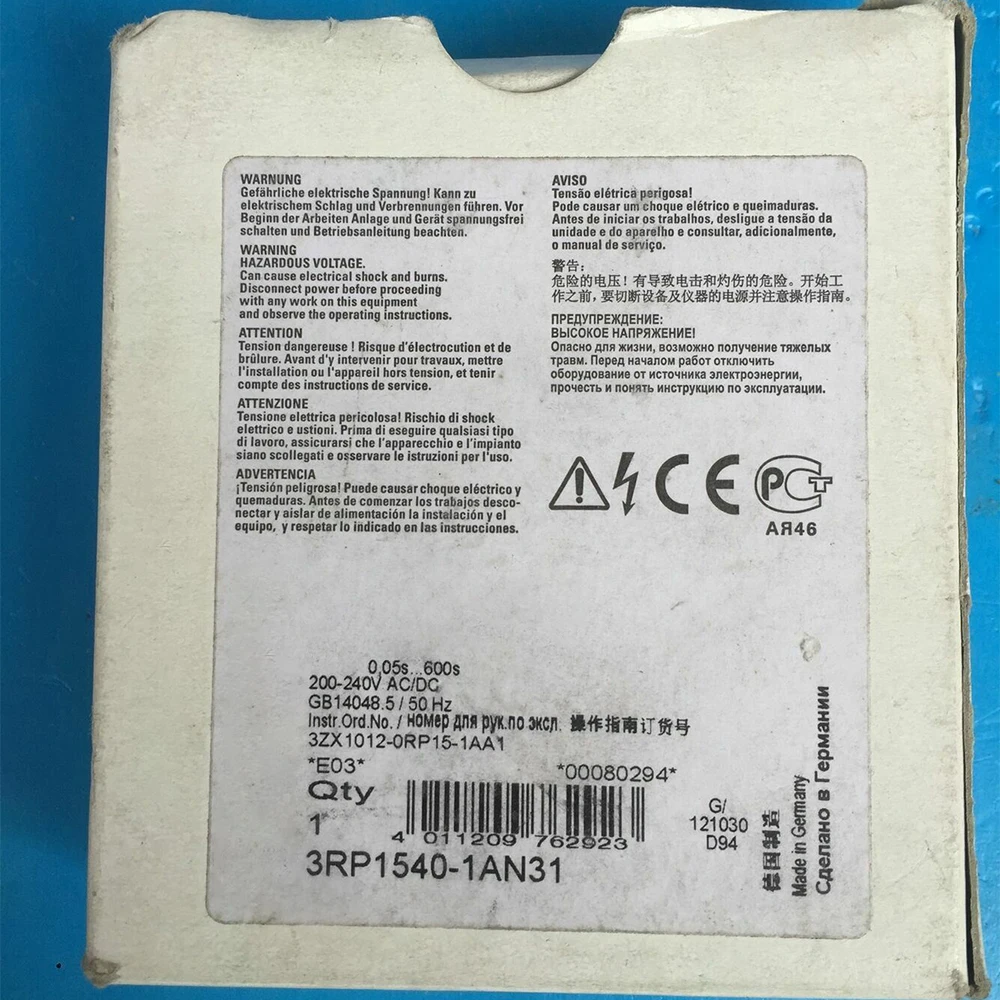 WARNUNG
Gefährliche elektrische Spannung! Kann zu
elektrischem Schlag und Verbrennungen führen. Vor
Beginn der Arbeiten Anlage und Gerät spannungsfrei
schalten und Betriebsanleitung beachten.
WARNING
HAZARDOUS VOLTAGE.
Can cause electrical shock and burns.
Disconnect power before proceeding
with any work on this equipment
and observe the operating instructions.
ATTENTION
Tension dangereuse ! Risque d'électrocution et de
brûlure. Avant d'y intervenir pour travaux, mettre
l'installation ou l'appareil hors tension, et tenir
compte des instructions de service.
ATTENZIONE
Tensione elettrica pericolosa! Rischio di shock
elettrico e ustioni. Prima di eseguire qualsiasi tipo
di lavoro, assicurarsi che l'apparecchio e l'impianto
siano scollegati e osservare le istruzioni per l'uso.
ADVERTENCIA
¡Tensión peligrosa! Puede causar choque eléctrico y
quemaduras. Antes de comenzar los trabajos desco-
nectar y aislar de alimentación la instalación y el
equipo, y respetar lo indicado en las instrucciones.
AVISO
Tensão elétrica perigosa!
Pode causar um choque elétrico e queimaduras.
Antes de iniciar os trabalhos, desligue a tensão da
unidade e do aparelho e consultar, adicionalmente,
o manual de serviço.
警告:
危险的电压!有导致电击和灼伤的危险。开始工
作之前,要切断设备及仪器的电源并注意操作指南。
ПРЕДУПРЕЖДЕНИЕ:
ВЫСОКОЕ НАПРЯЖЕНИЕ!
Опасно для жизни, возможно получение тяжелых
травм. Перед началом работ отключить
оборудование от источника электроэнергии,
прочесть и понять инструкцию по эксплуатации.
CE
РСТ
АЯ46
0,05s...600s
200-240V AC/DC
GB14048.5 / 50 Hz
Instr.Ord.No. / номер для рук.по эксл. 操作指南订货号
3ZX1012-0RP15-1AA1
*E03* *00080294*
Qty
1
4 011209 762923
3RP1540-1AN31
G/
121030
D94
德国制造
Made in Germany
Сделано в Германии